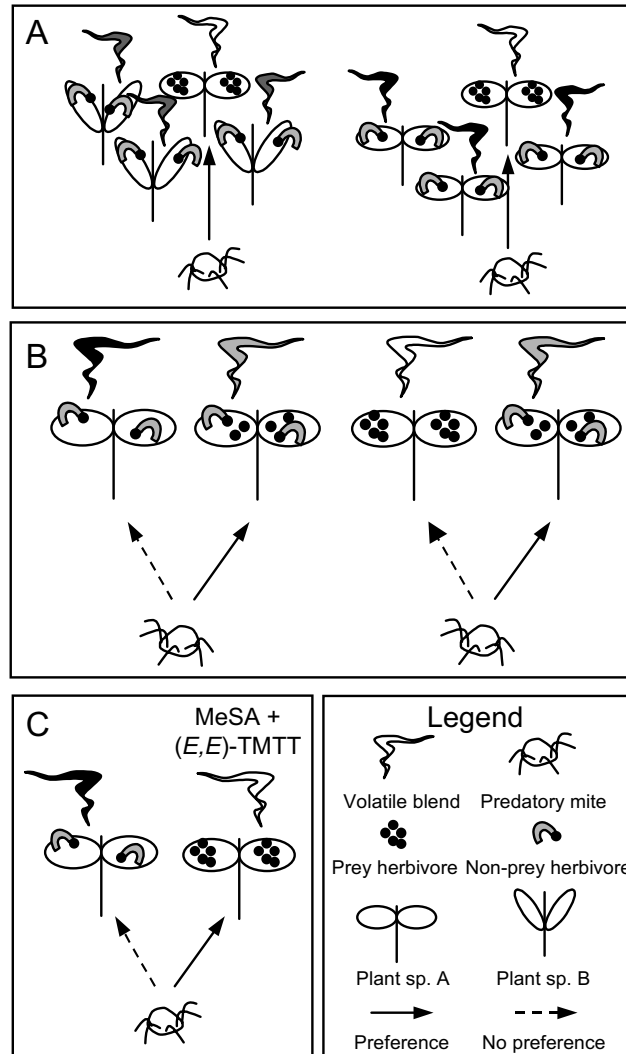 A
B
C
MeSA +
(E,E)-TMTT
Legend
Volatile blend Predatory mite
Prey herbivore Non-prey herbivore
Plant sp. A Plant sp. B
Preference No preference